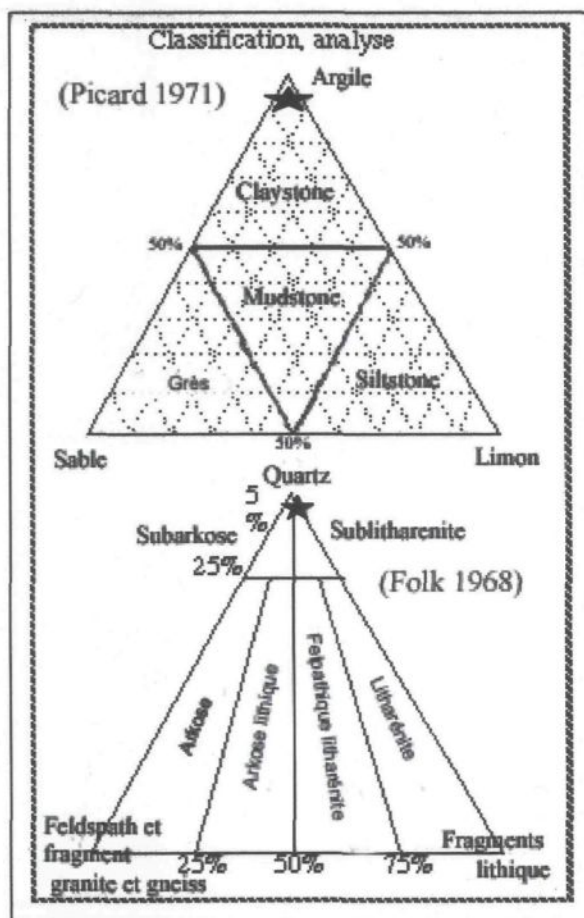 Classification, analyse
(Picard 1971)
Argile
Claystone
50%
50%
Mudstone
Grès
Siltstone
50%
Sable
Limon
Quartz
5
%
Subarkose
Sublitharenite
25%
(Folk 1968)
Arkose
Arkose lithique
Felpathique litharénite
Litharénite
Feldspath et
fragment
granite et gneiss
25%
50%
75%
Fragments
lithique